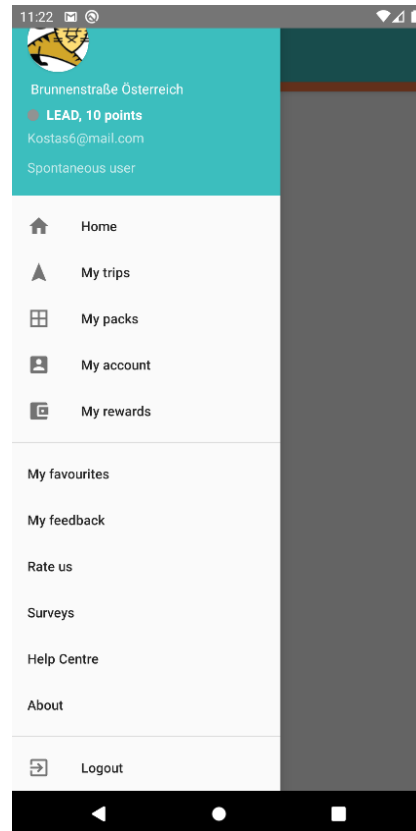 11:22
Brunnenstraße Österreich
LEAD, 10 points
Kostas6@mail.com
Spontaneous user
Home
My trips
My packs
My account
My rewards
My favourites
My feedback
Rate us
Surveys
Help Centre
About
Logout